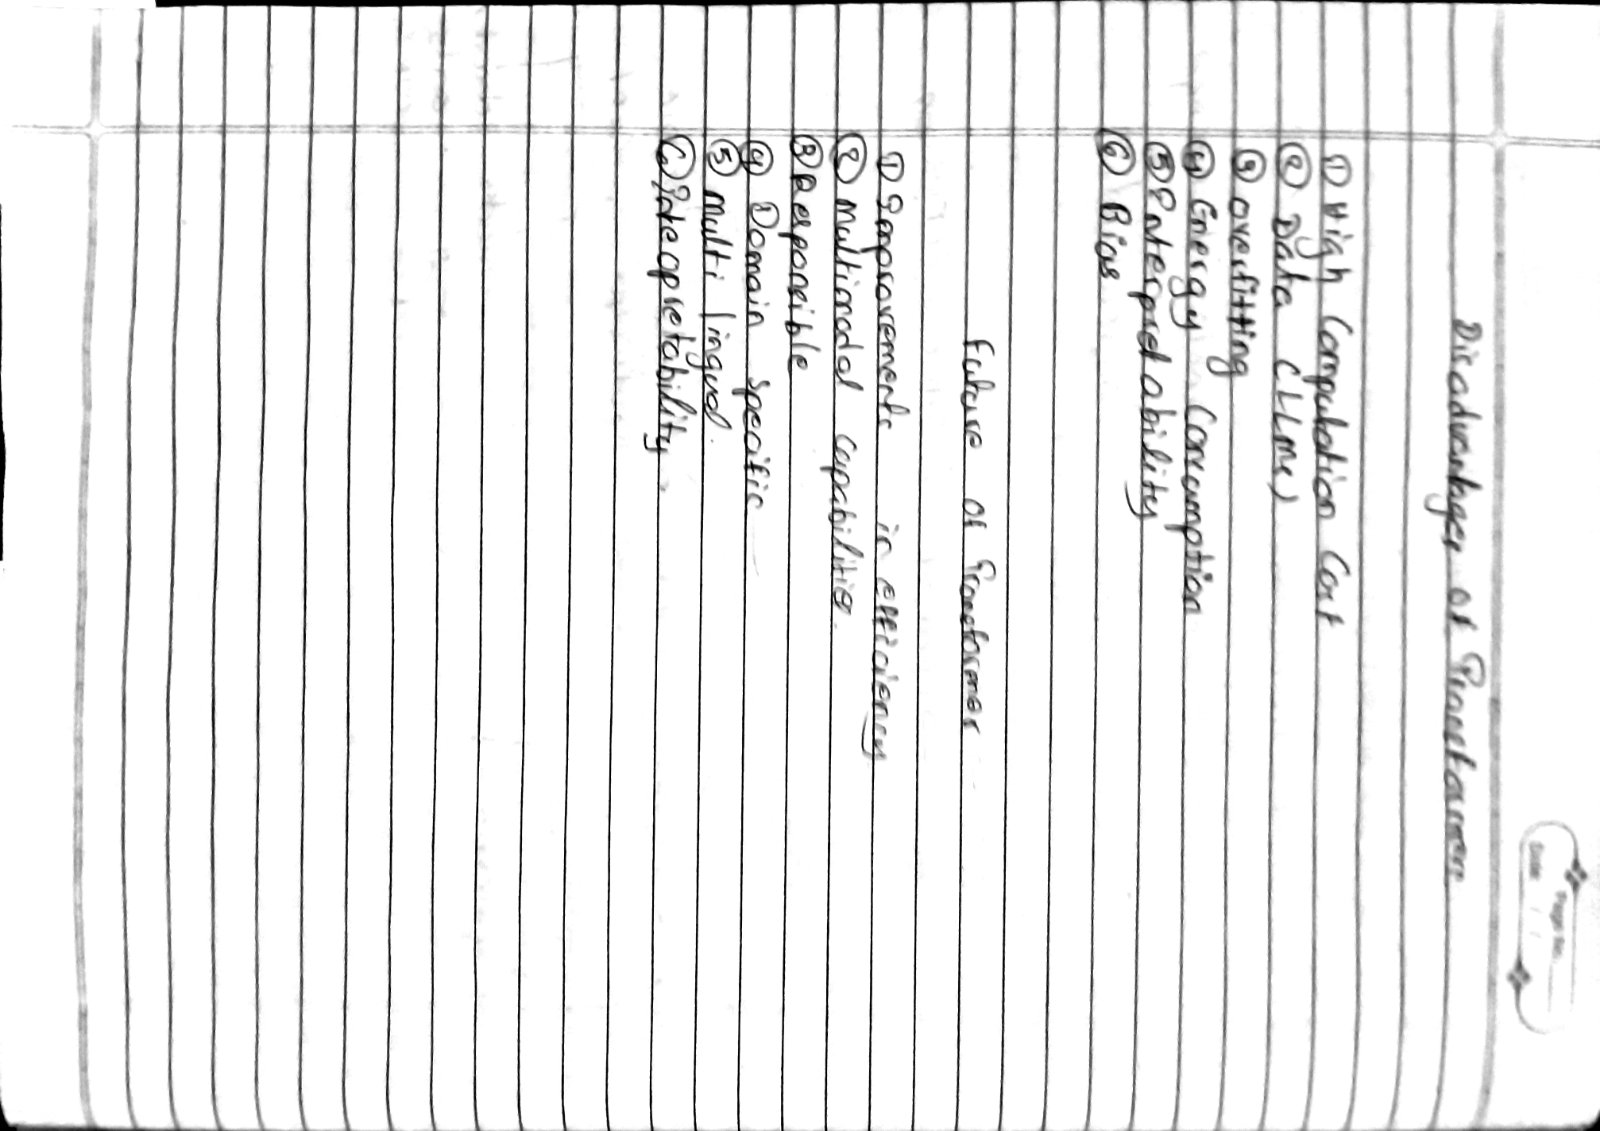 Page No.
Date / /
Disadvantages of Transformers
① High Computation Cost
② Data (LLMs)
③ overfitting
④ Energy Consumption
⑤ Interpretability
⑥ Bias
Future of Transformer
① Improvements in efficiency
② Multimodal capabilities.
③ Responsible
④ Domain specific
⑤ Multi lingual.
⑥ Interpretability.